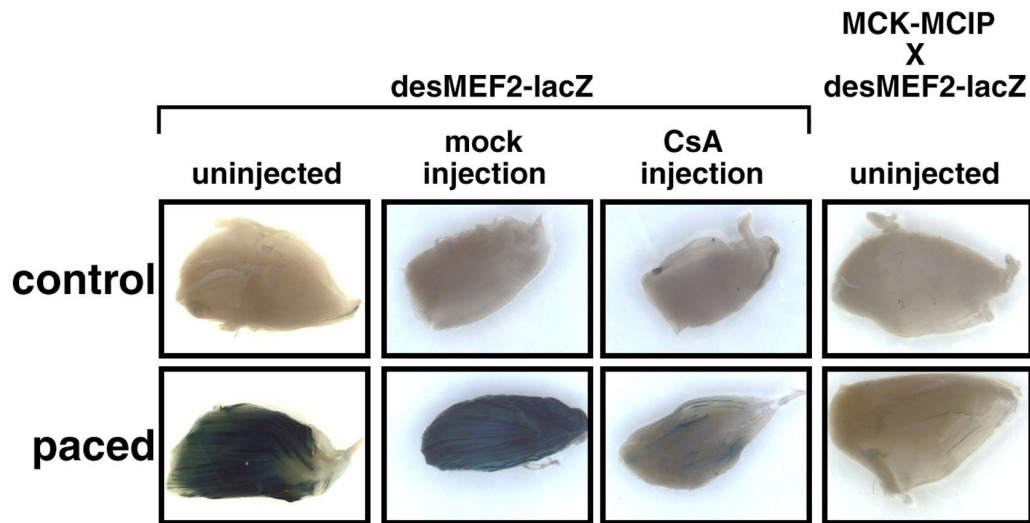 MCK-MCIP
X
desMEF2-lacZ
desMEF2-lacZ
uninjected
mock
injection
CsA
injection
uninjected
control
paced